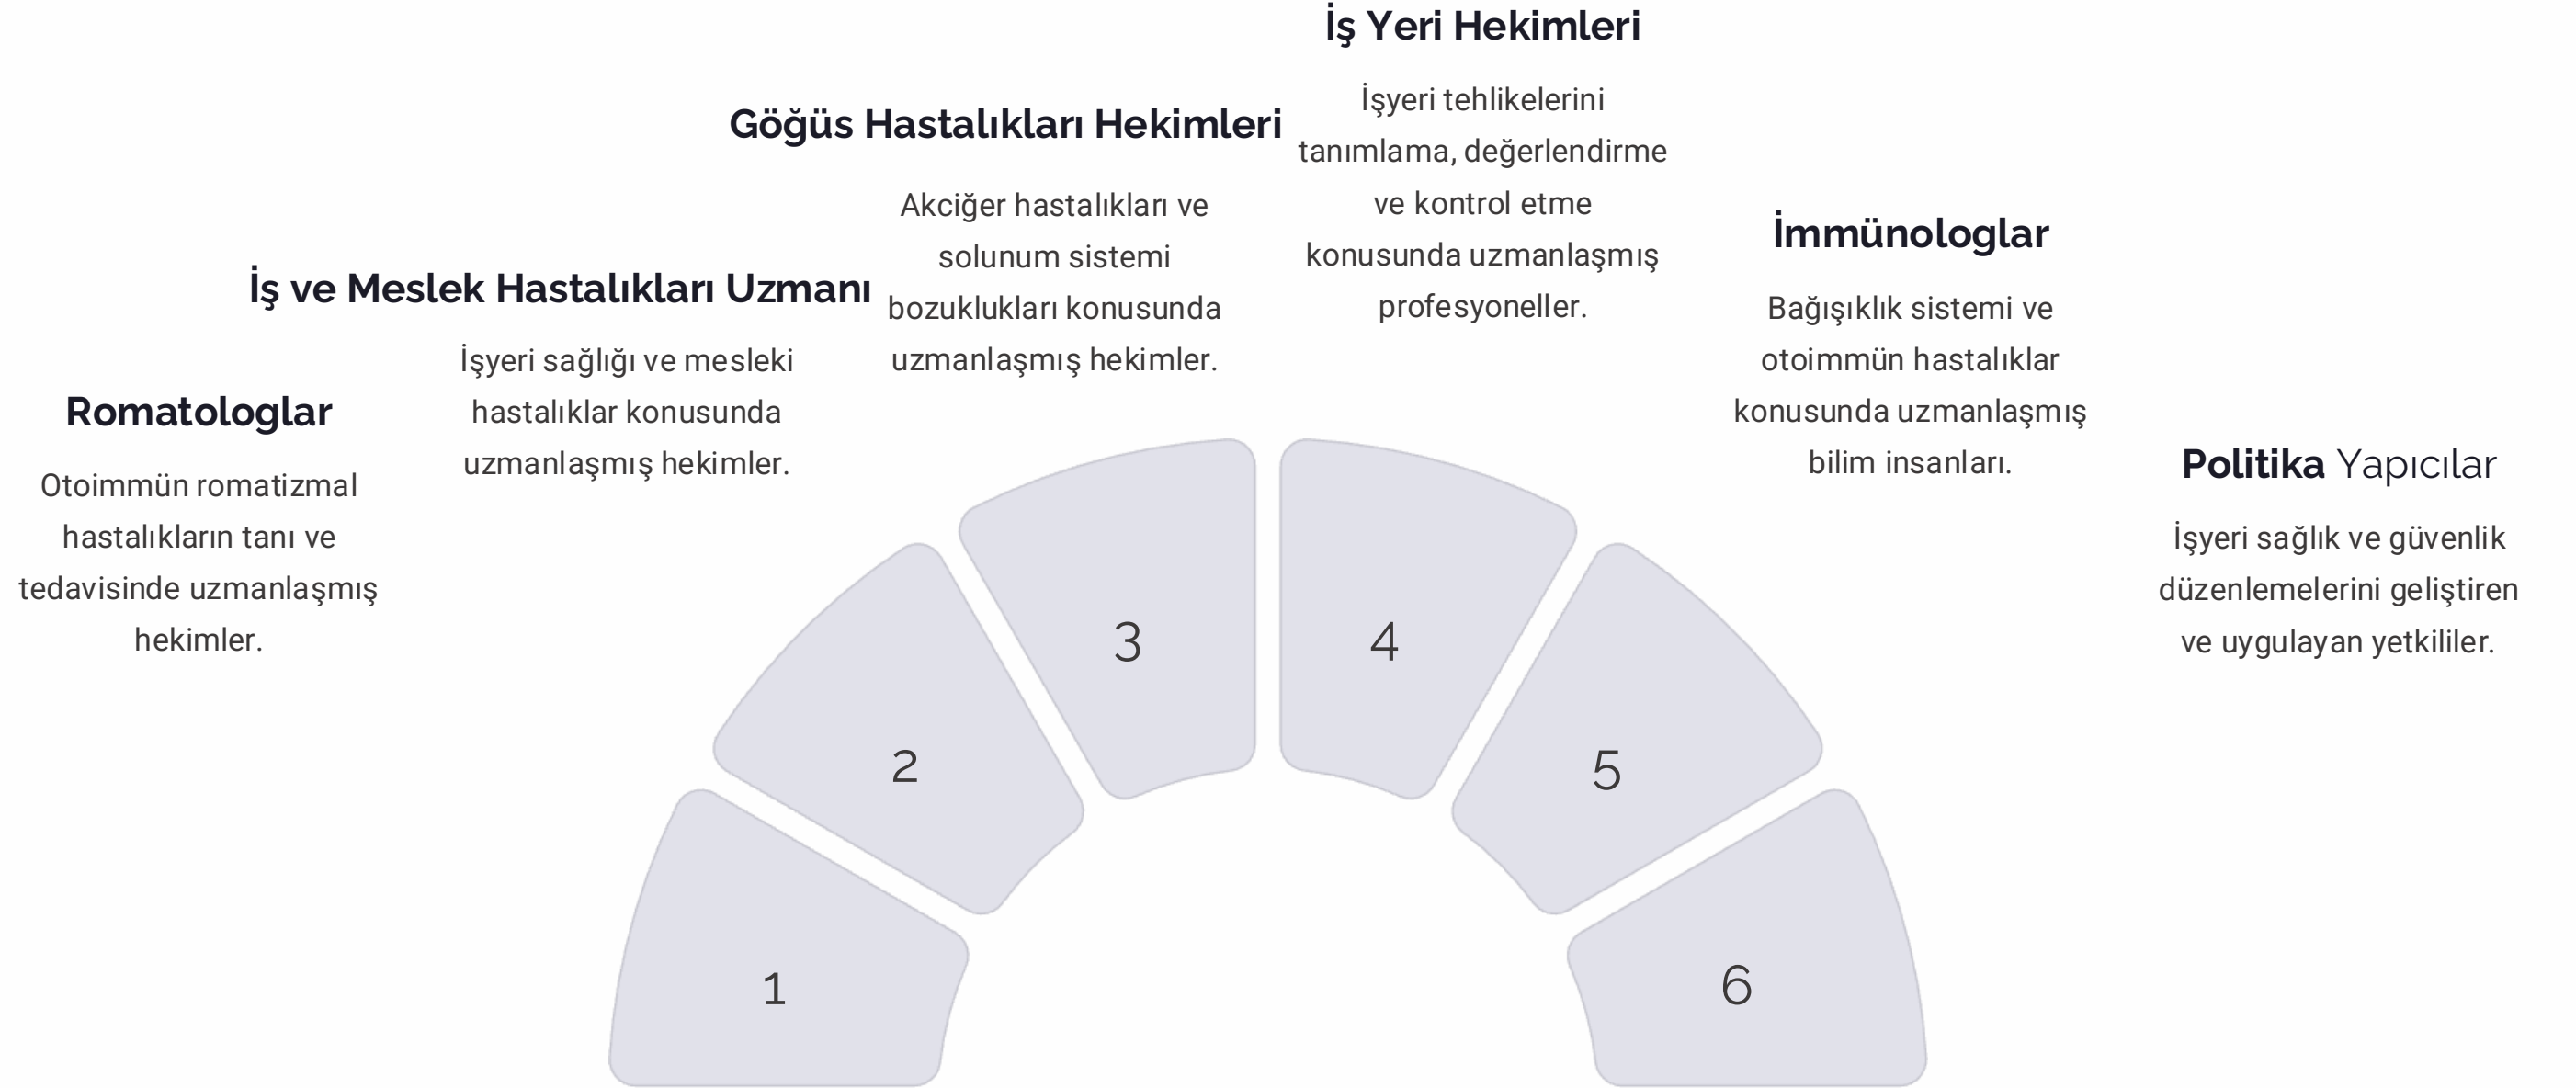 Romatologlar
Otoimmün romatizmal
hastalıkların tanı ve
tedavisinde uzmanlaşmış
hekimler.
İş ve Meslek Hastalıkları Uzmanı
İşyeri sağlığı ve mesleki
hastalıklar konusunda
uzmanlaşmış hekimler.
Göğüs Hastalıkları Hekimleri
Akciğer hastalıkları ve
solunum sistemi
bozuklukları konusunda
uzmanlaşmış hekimler.
İş Yeri Hekimleri
İşyeri tehlikelerini
tanımlama, değerlendirme
ve kontrol etme
konusunda uzmanlaşmış
profesyoneller.
İmmünologlar
Bağışıklık sistemi ve
otoimmün hastalıklar
konusunda uzmanlaşmış
bilim insanları.
Politika Yapıcılar
İşyeri sağlık ve güvenlik
düzenlemelerini geliştiren
ve uygulayan yetkililer.
1
2
3
4
5
6